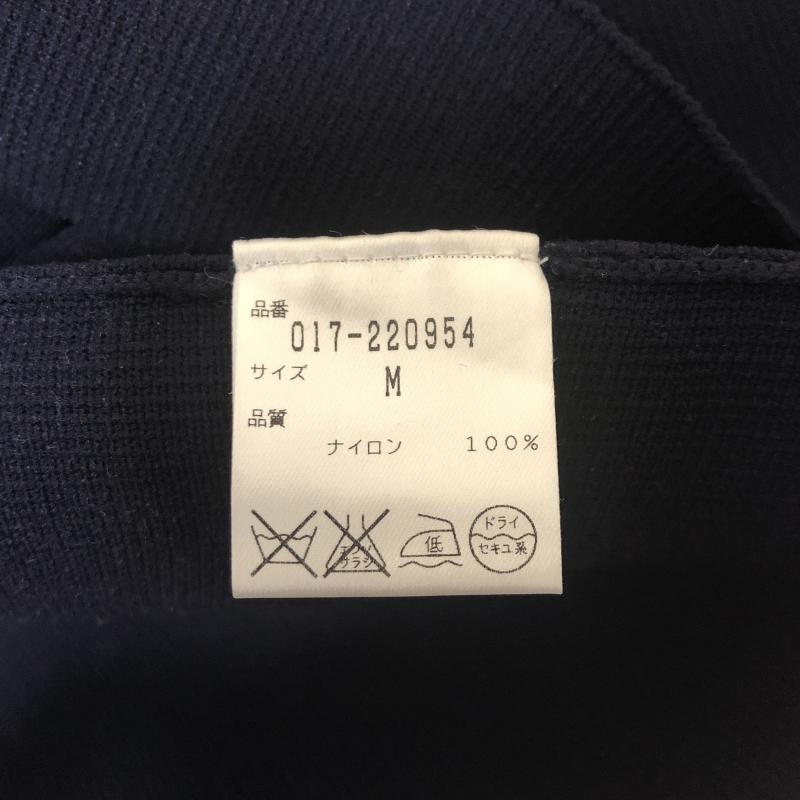 品番
017-220954
サイズ M
品質
ナイロン 100%
エンソ
サラシ
低
ドライ
セキユ系